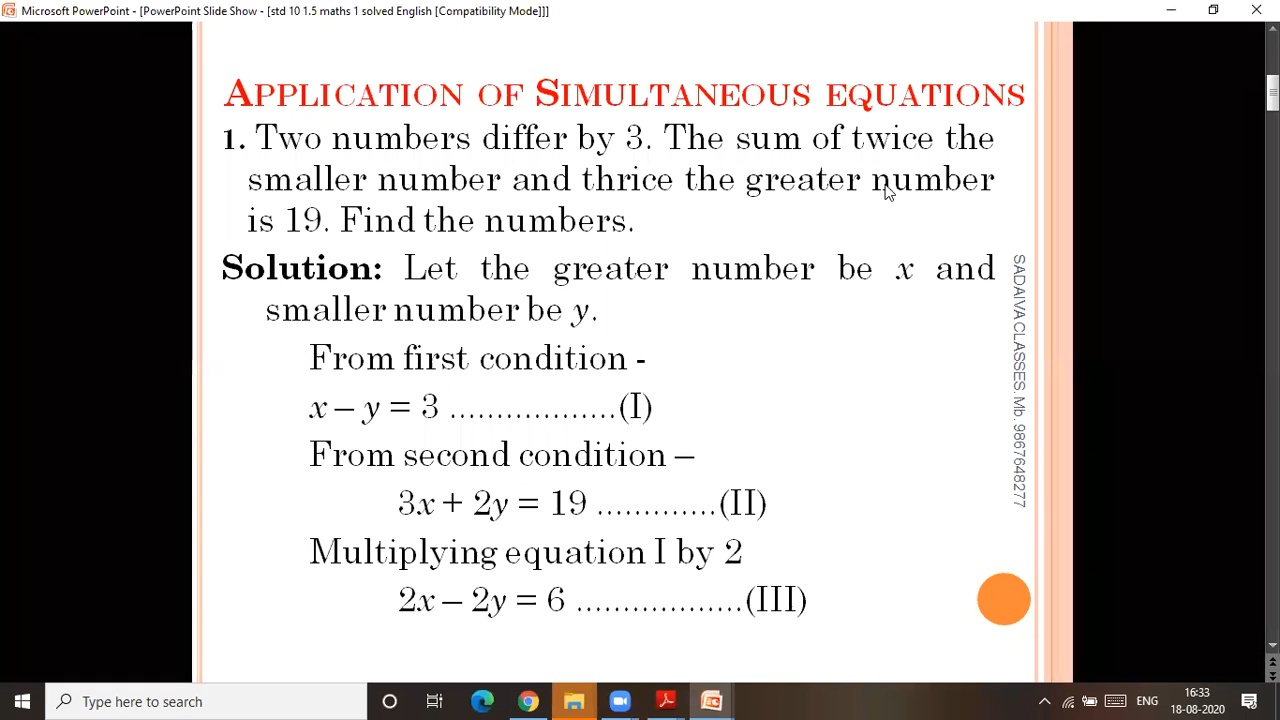 Microsoft PowerPoint - [PowerPoint Slide Show - [std 10 1.5 maths 1 solved English [Compatibility Mode]]]
APPLICATION OF SIMULTANEOUS EQUATIONS
1. Two numbers differ by 3. The sum of twice the
smaller number and thrice the greater number
is 19. Find the numbers.
Solution: Let the greater number be x and
smaller number be y.
From first condition -
x – y = 3 ..................(I)
From second condition –
3x + 2y = 19 .............(II)
Multiplying equation I by 2
2x – 2y = 6 ..................(III)
SADAIVA CLASSES. Mb. 9867648277
Type here to search
ENG
16:33
18-08-2020